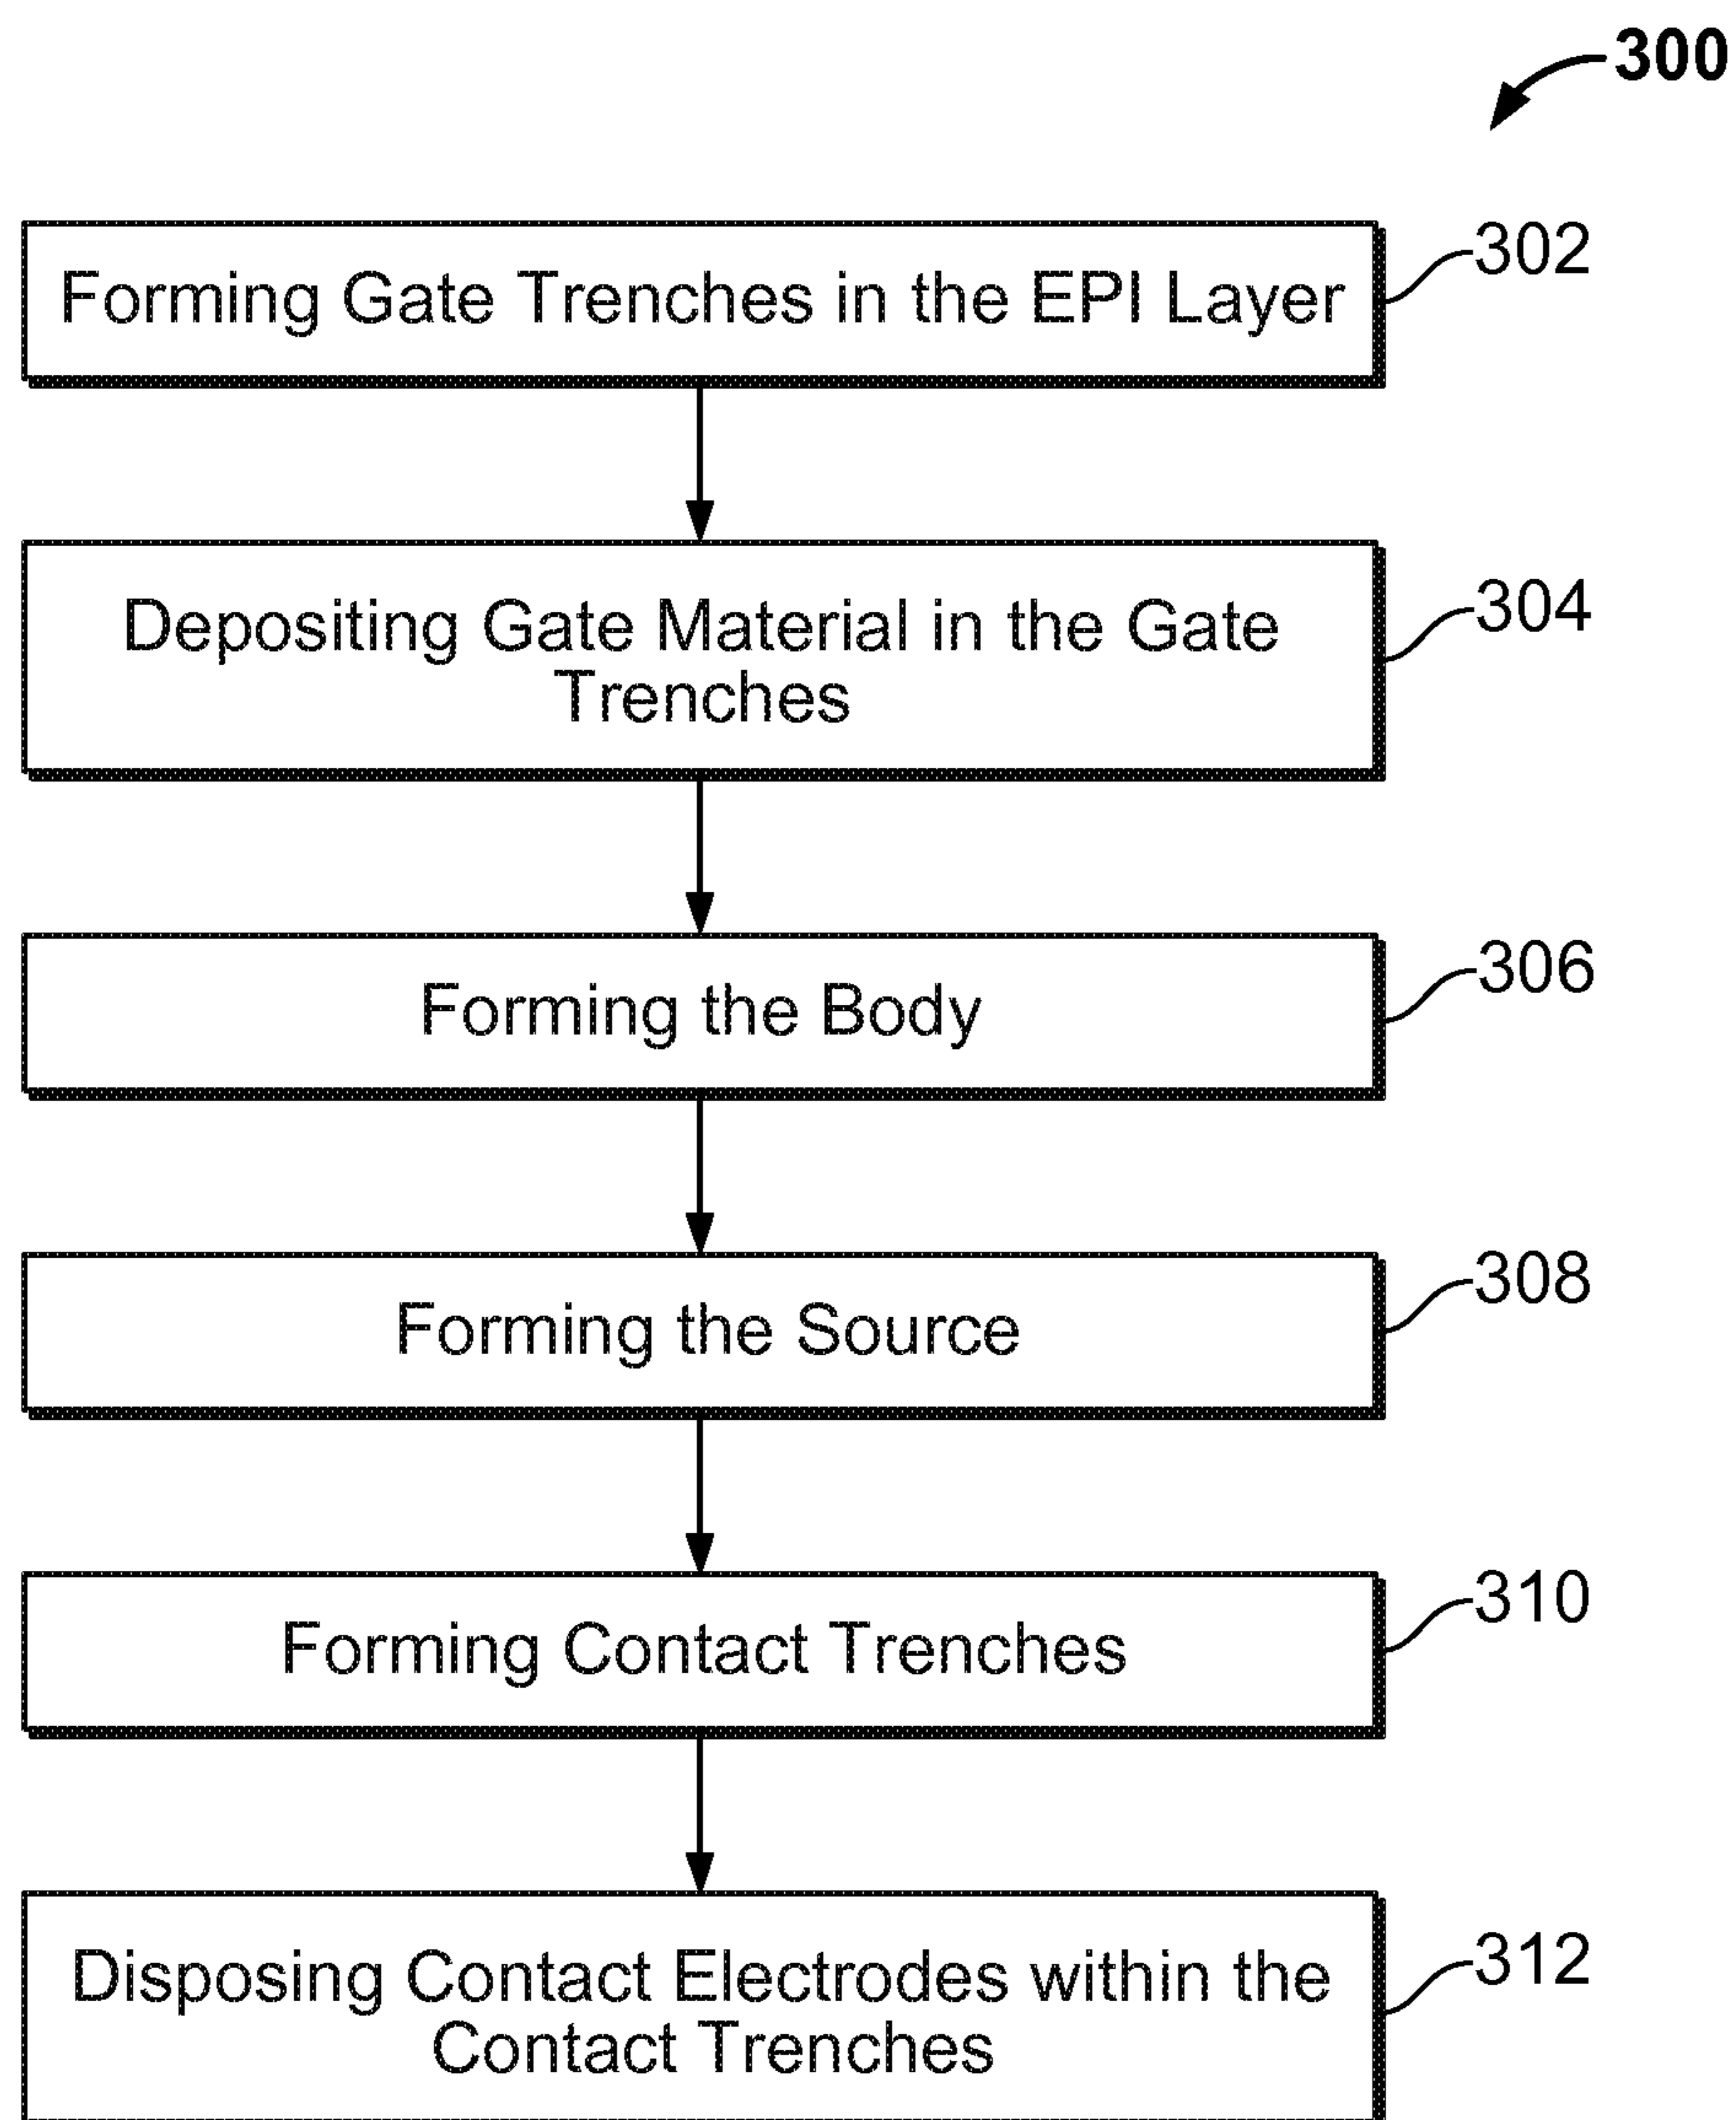 300
Forming Gate Trenches in the EPI Layer
302
Depositing Gate Material in the Gate
Trenches
304
Forming the Body
306
Forming the Source
308
Forming Contact Trenches
310
Disposing Contact Electrodes within the
Contact Trenches
312